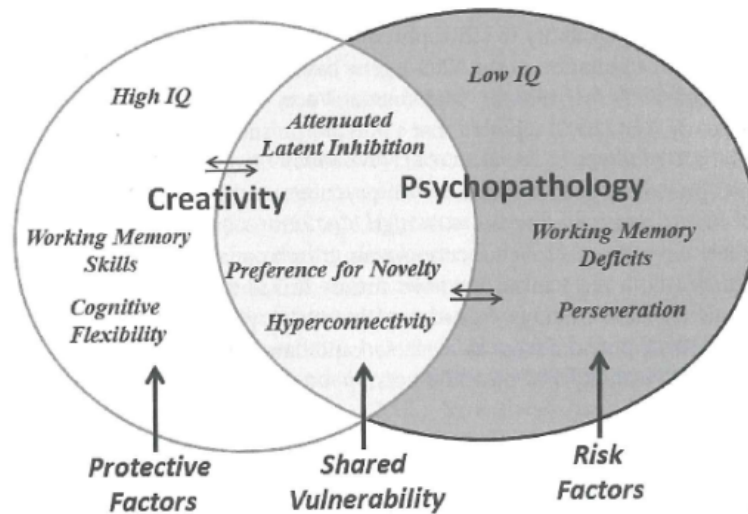 High IQ
Low IQ
Attenuated
Latent Inhibition
Creativity
Psychopathology
Working Memory
Skills
Preference for Novelty
Working Memory
Deficits
Cognitive
Flexibility
Hyperconnectivity
Perseveration
Protective
Factors
Shared
Vulnerability
Risk
Factors